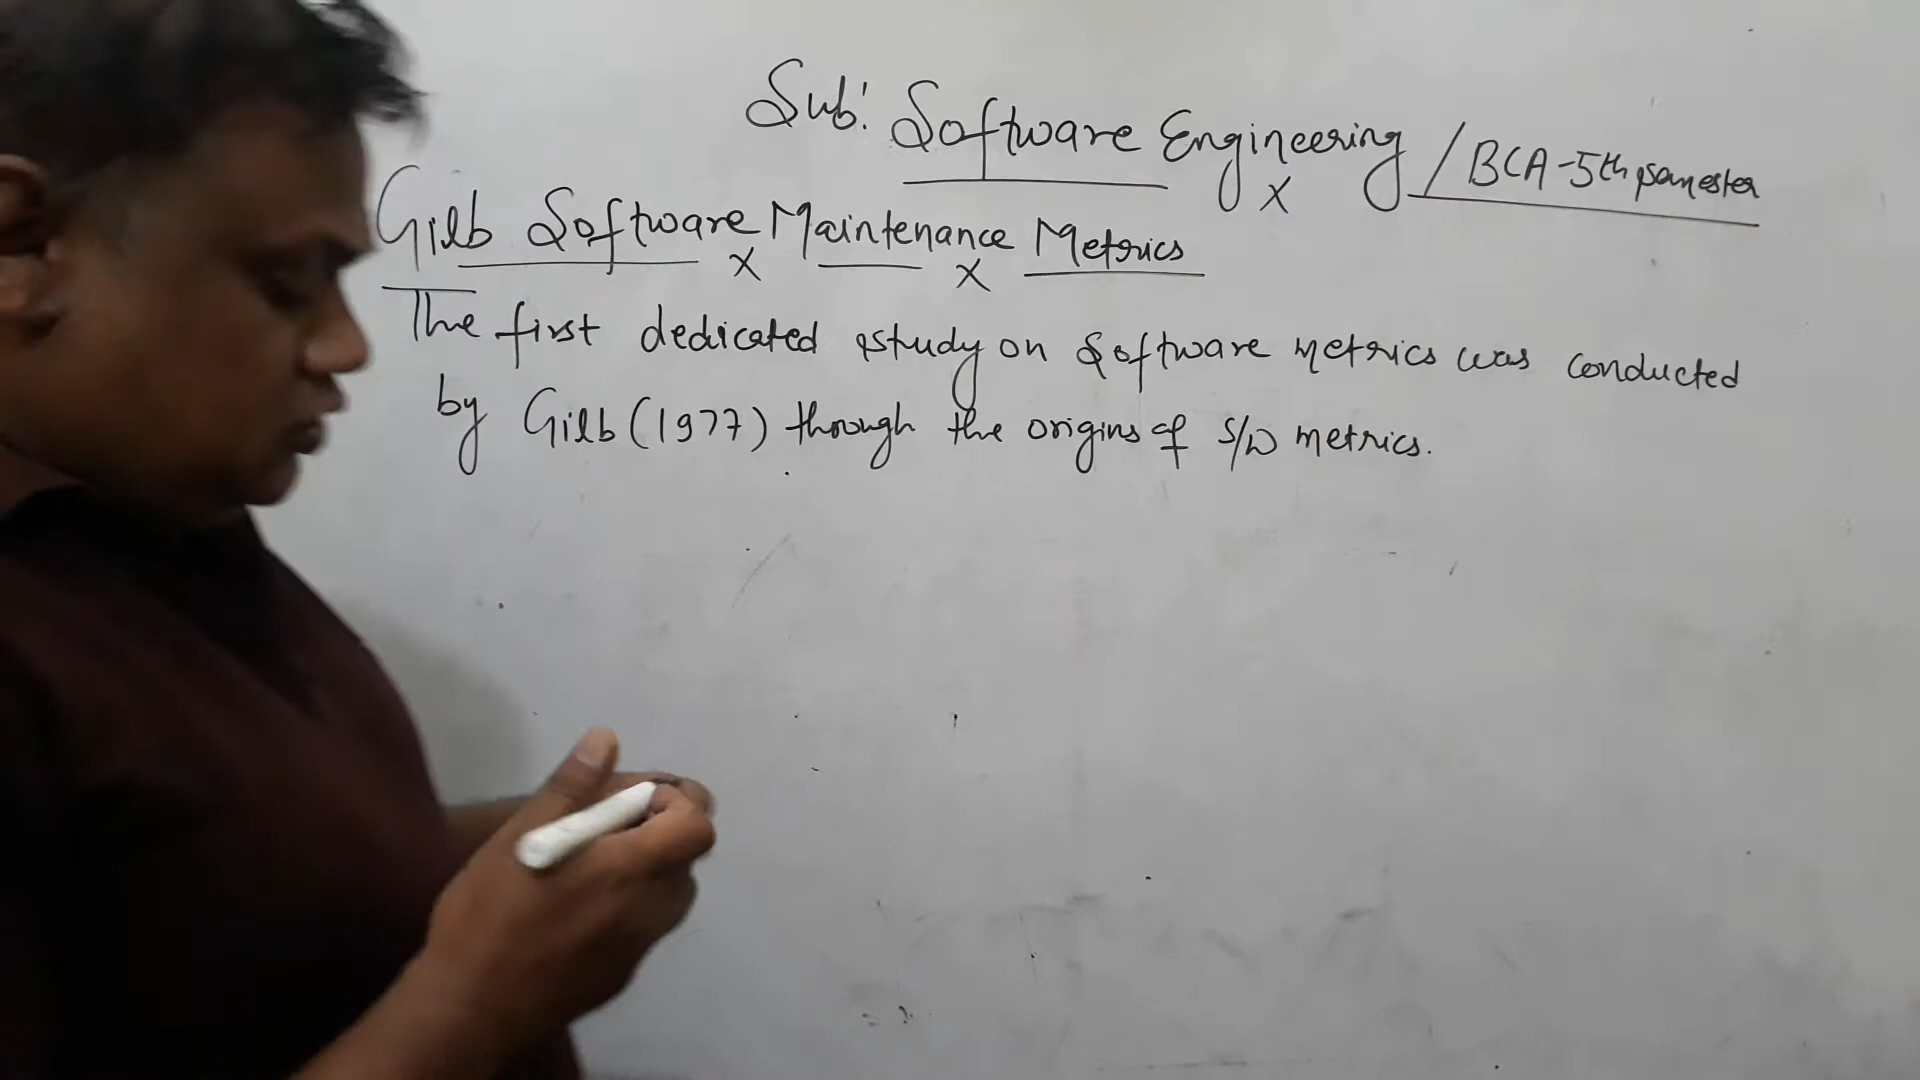 Sub: Software Engineering / BCA-5th semester
x
Gilb Software Maintenance Metrics
x x
The first dedicated study on Software metrics was conducted
by Gilb (1977) through the origins of S/W metrics.